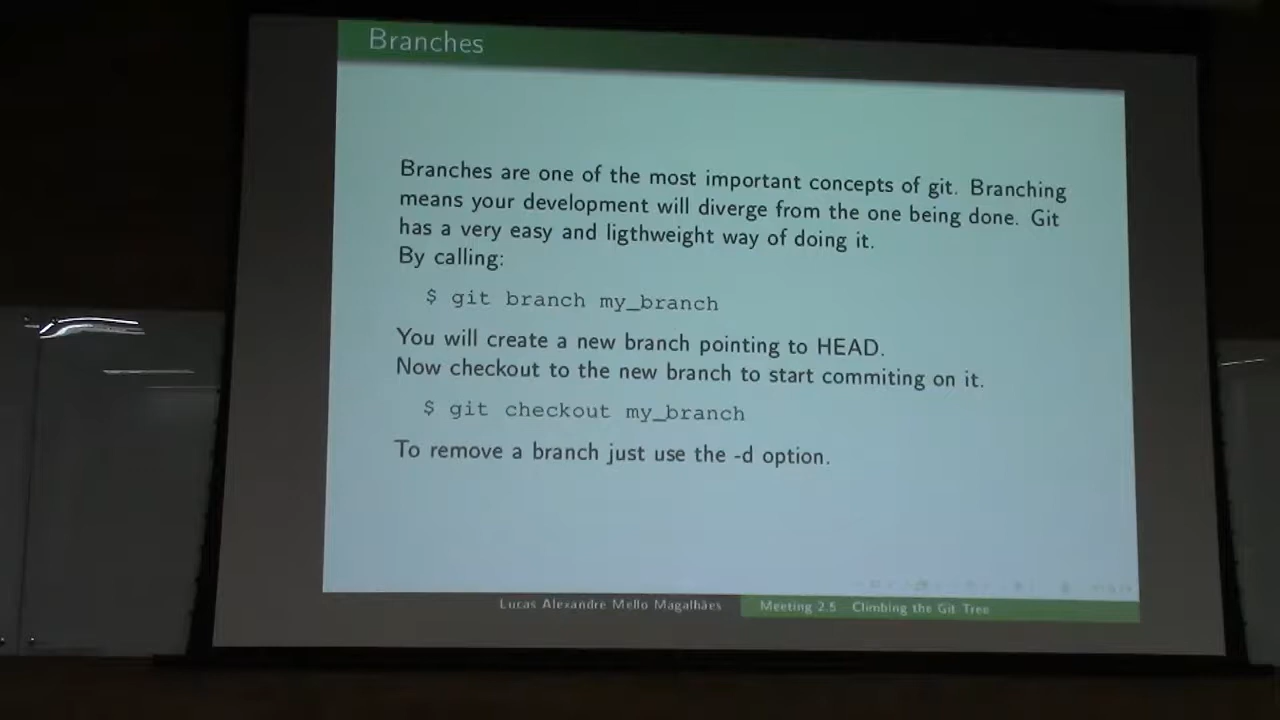 Branches
Branches are one of the most important concepts of git. Branching
means your development will diverge from the one being done. Git
has a very easy and ligthweight way of doing it.
By calling:
$ git branch my_branch
You will create a new branch pointing to HEAD.
Now checkout to the new branch to start commiting on it.
$ git checkout my_branch
To remove a branch just use the -d option.
Lucas Alexandre Mello Magalhães
Meeting 2.5 - Climbing the Git Tree